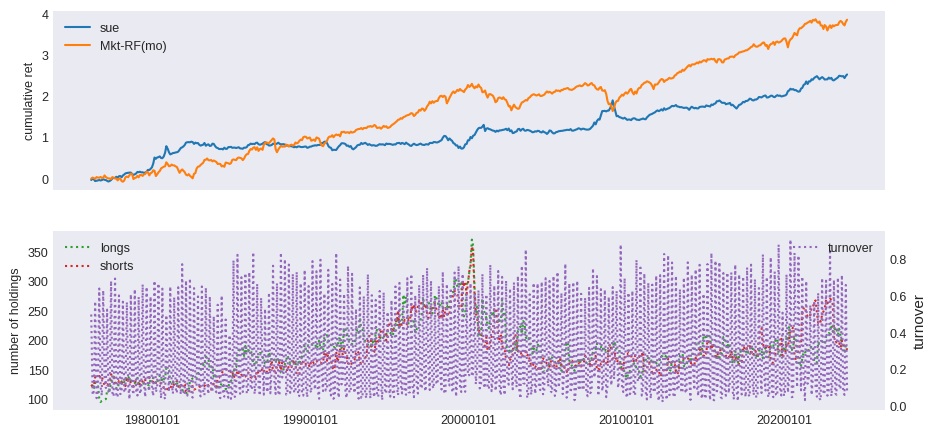 4
3
2
1
0
cumulative ret
sue
Mkt-RF(mo)
350
300
250
200
150
100
number of holdings
longs
shorts
turnover
0.8
0.6
0.4
0.2
0.0
turnover
19800101
19900101
20000101
20100101
20200101